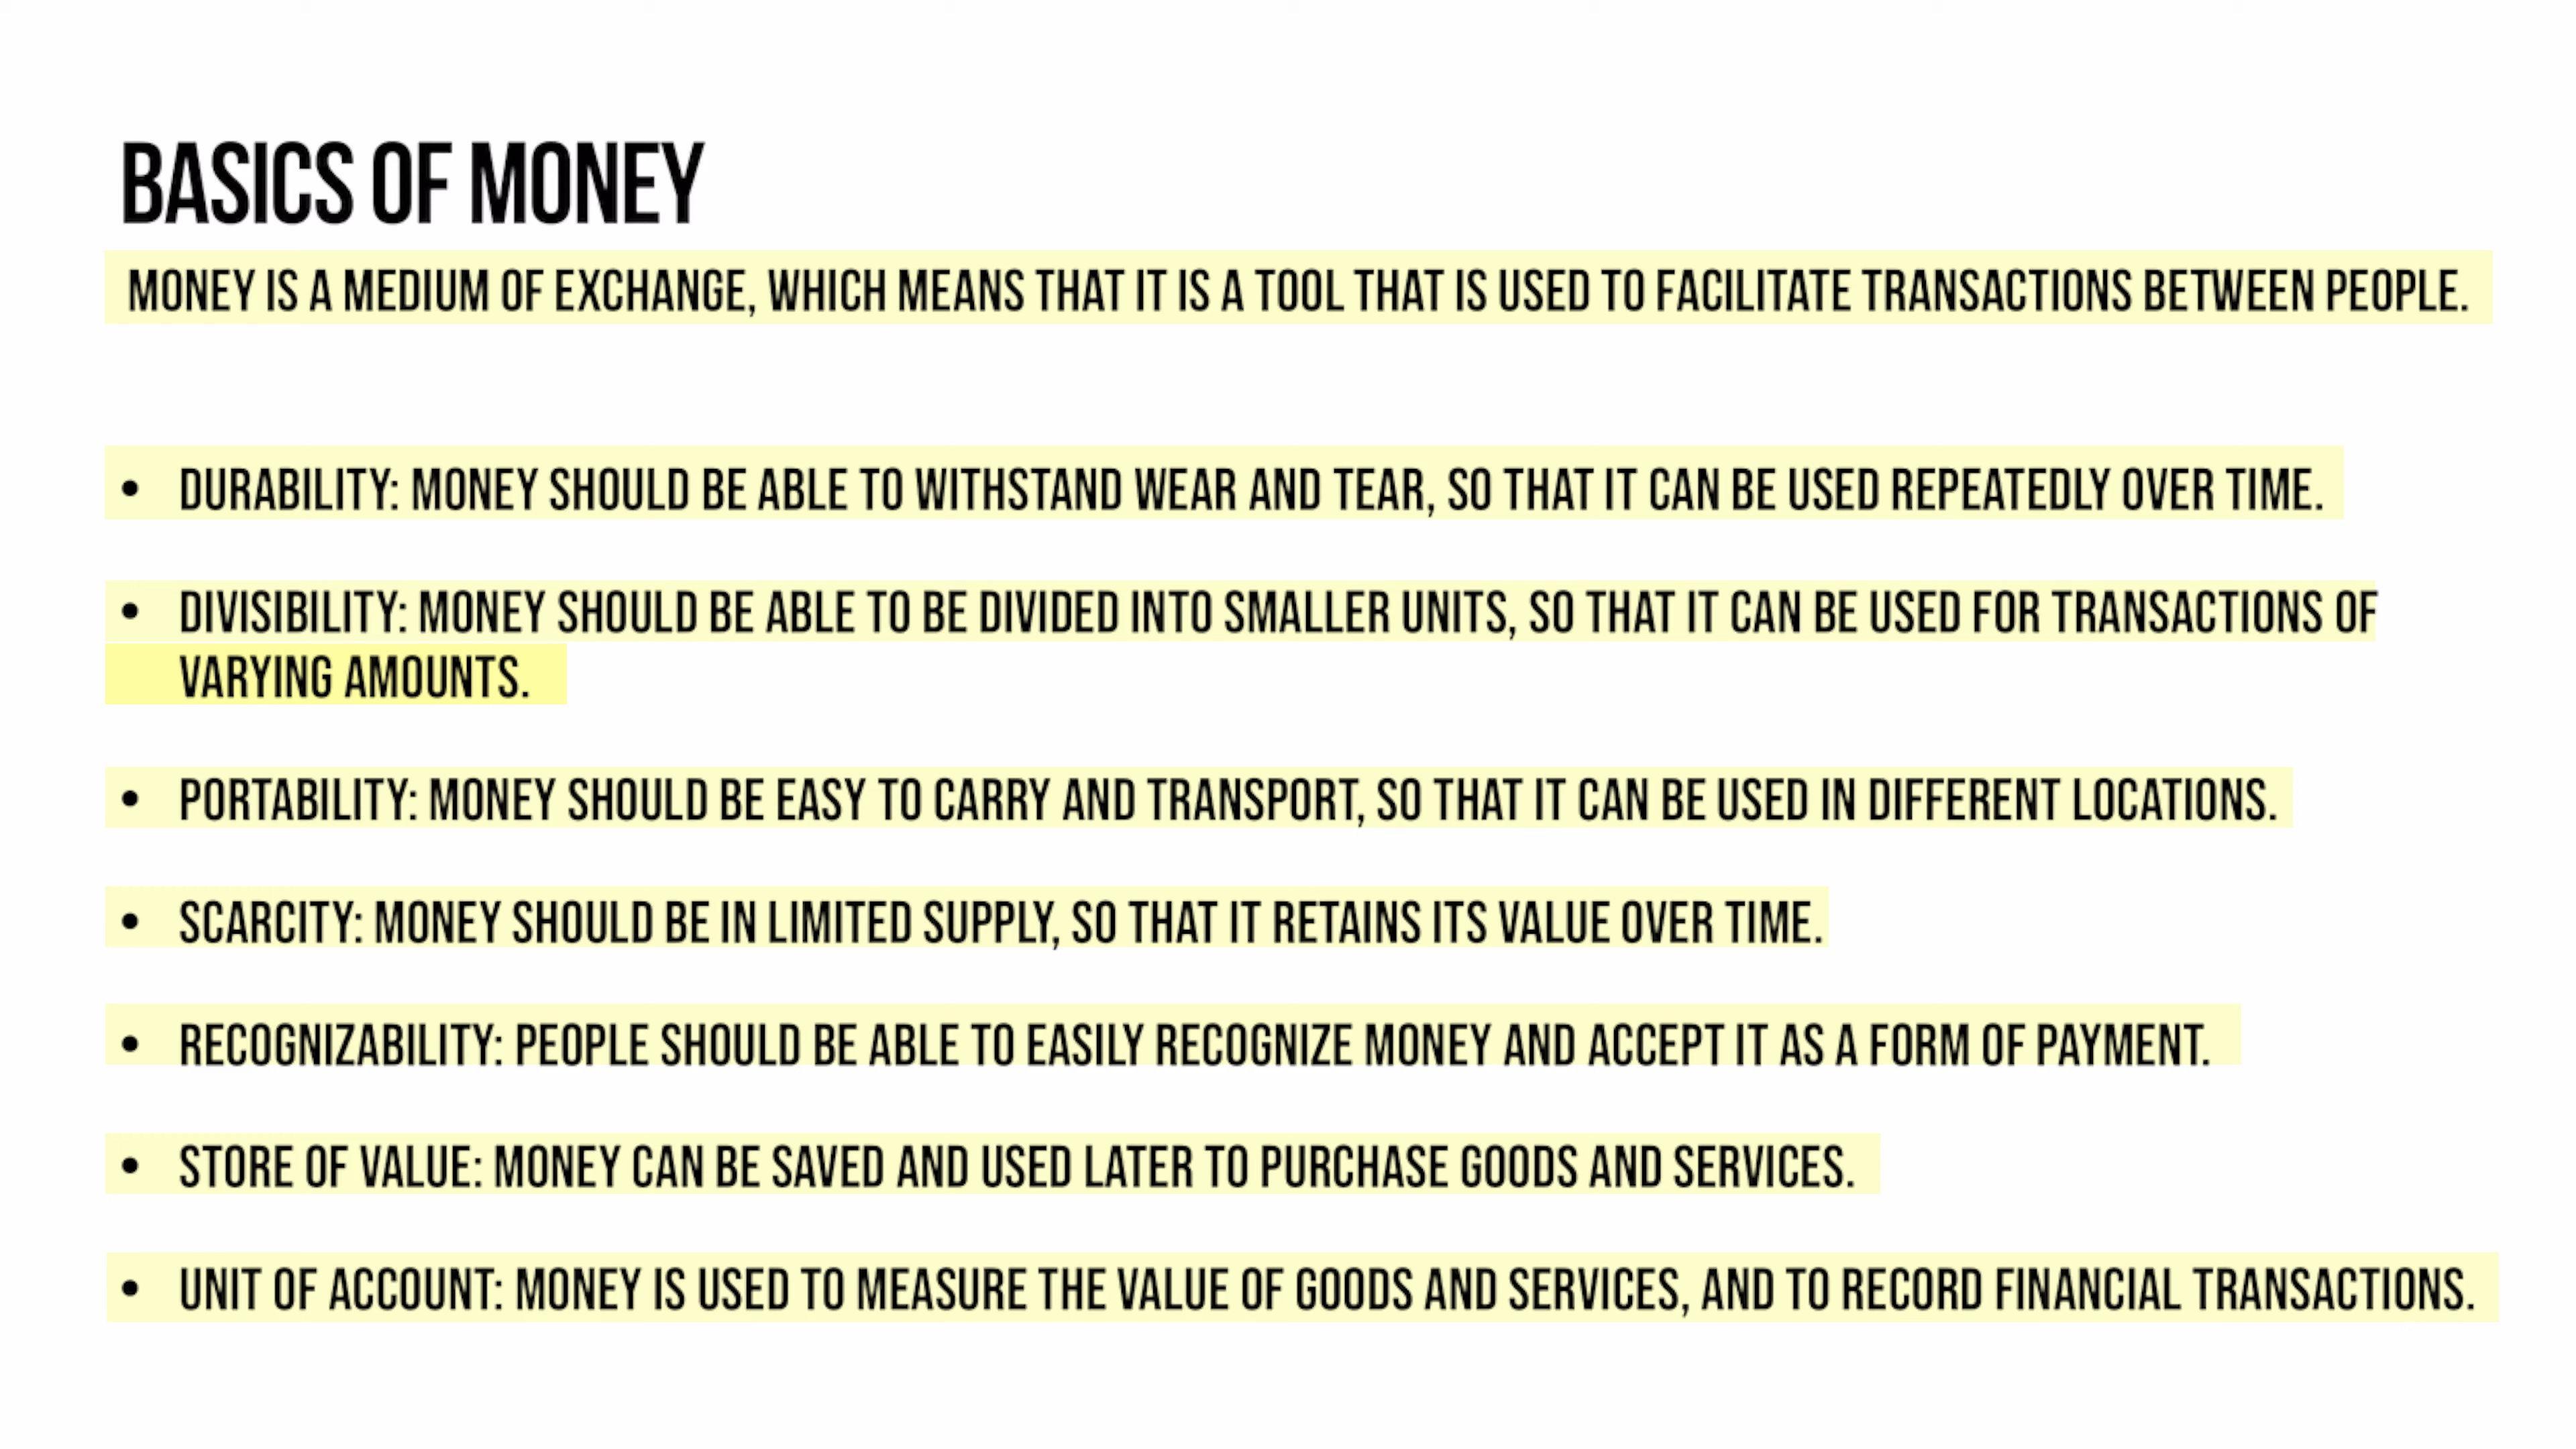 BASICS OF MONEY
MONEY IS A MEDIUM OF EXCHANGE, WHICH MEANS THAT IT IS A TOOL THAT IS USED TO FACILITATE TRANSACTIONS BETWEEN PEOPLE.
• DURABILITY: MONEY SHOULD BE ABLE TO WITHSTAND WEAR AND TEAR, SO THAT IT CAN BE USED REPEATEDLY OVER TIME.
• DIVISIBILITY: MONEY SHOULD BE ABLE TO BE DIVIDED INTO SMALLER UNITS, SO THAT IT CAN BE USED FOR TRANSACTIONS OF
VARYING AMOUNTS.
• PORTABILITY: MONEY SHOULD BE EASY TO CARRY AND TRANSPORT, SO THAT IT CAN BE USED IN DIFFERENT LOCATIONS.
• SCARCITY: MONEY SHOULD BE IN LIMITED SUPPLY, SO THAT IT RETAINS ITS VALUE OVER TIME.
• RECOGNIZABILITY: PEOPLE SHOULD BE ABLE TO EASILY RECOGNIZE MONEY AND ACCEPT IT AS A FORM OF PAYMENT.
• STORE OF VALUE: MONEY CAN BE SAVED AND USED LATER TO PURCHASE GOODS AND SERVICES.
• UNIT OF ACCOUNT: MONEY IS USED TO MEASURE THE VALUE OF GOODS AND SERVICES, AND TO RECORD FINANCIAL TRANSACTIONS.